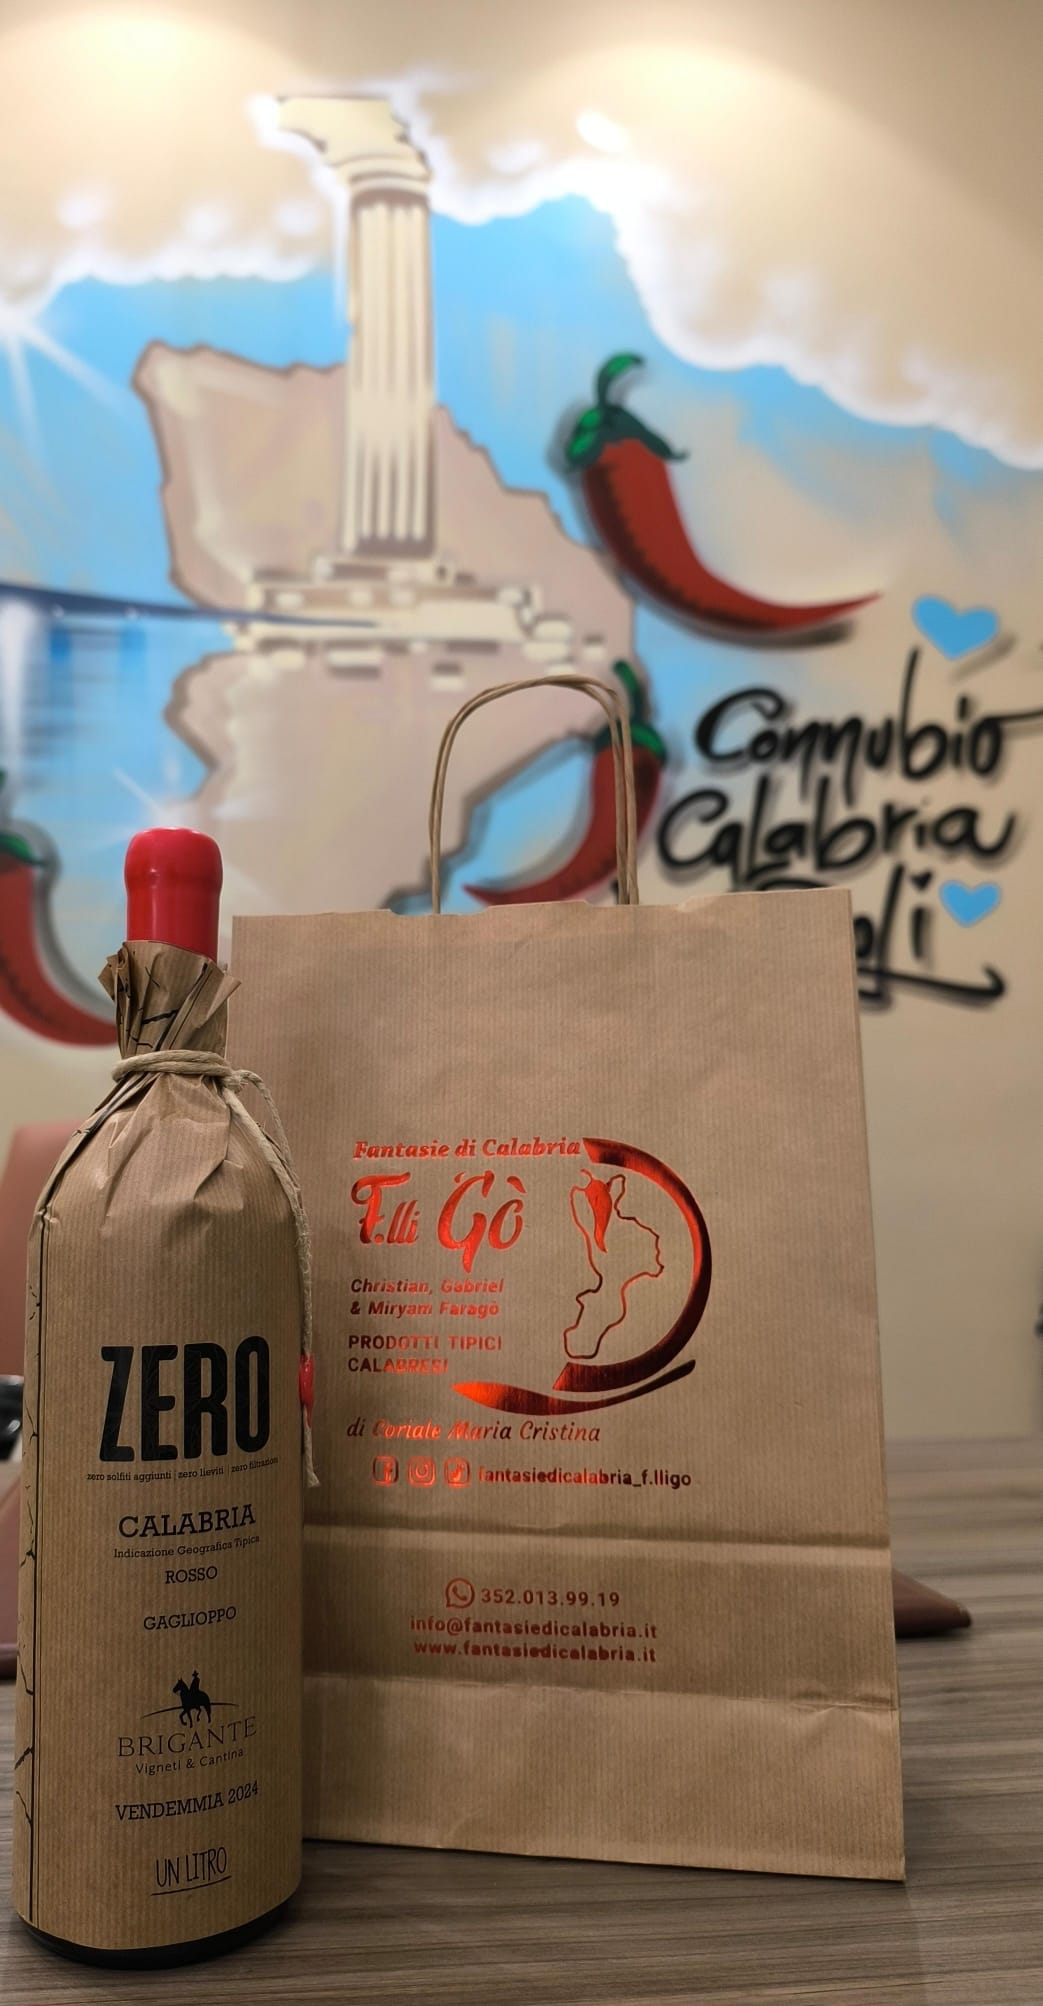 Connubio
Calabria
Fantasie di Calabria
F.lli Gò
Christian, Gabriel
& Miryam Faragò
PRODOTTI TIPICI
CALABRESI
di Coriale Maria Cristina
fantasiedicalabria_f.lligo
352.013.99.19
info@fantasiedicalabria.it
www.fantasiedicalabria.it
ZERO
zero solfiti aggiunti | zero lieviti | zero filtrazioni
CALABRIA
Indicazione Geografica Tipica
ROSSO
GAGLIOPPO
BRIGANTE
Vigneti & Cantina
VENDEMMIA 2024
UN LITRO